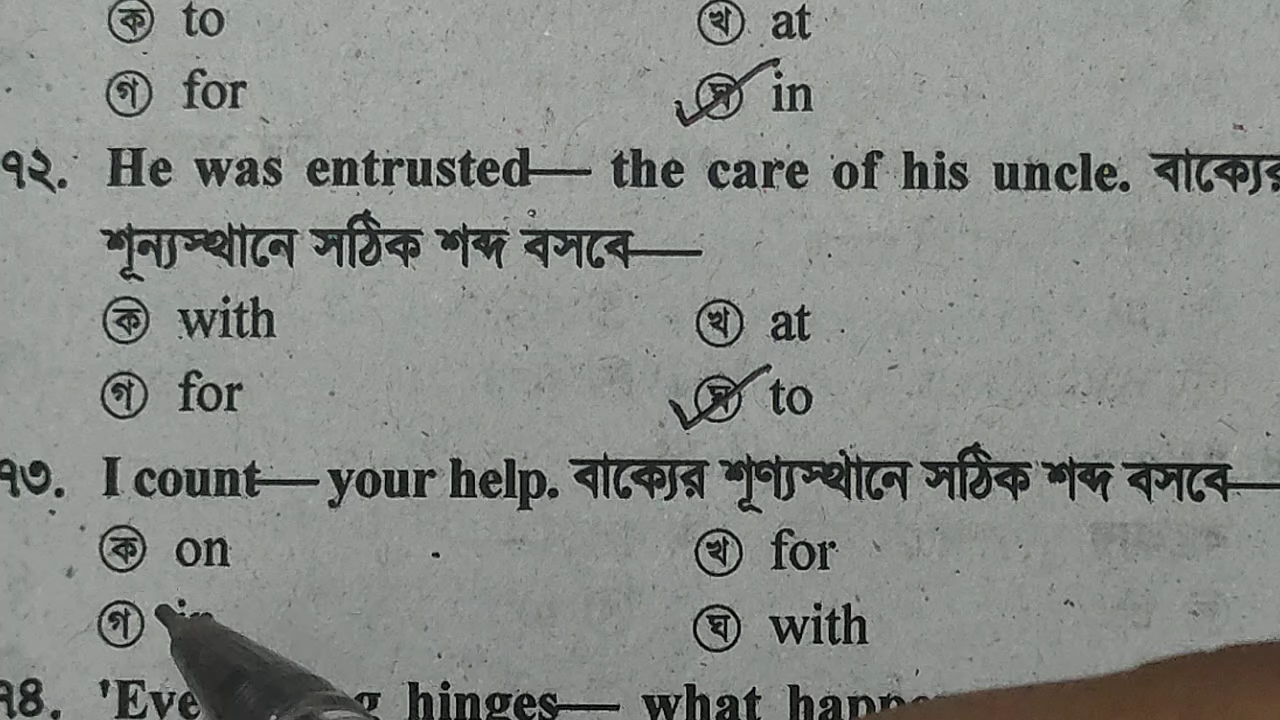 ক to খ at
গ for ঘ in
৭২. He was entrusted— the care of his uncle. বাক্যের
শূন্যস্থানে সঠিক শব্দ বসবে—
ক with খ at
গ for ঘ to
৭৩. I count— your help. বাক্যের শূণ্যস্থানে সঠিক শব্দ বসবে—
ক on খ for
গ in ঘ with
৭৪. hinges— what